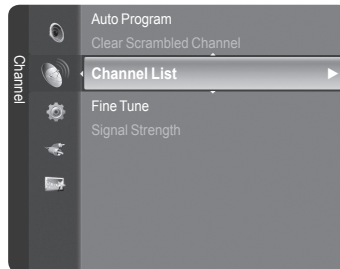 Channel
Auto Program
Clear Scrambled Channel
Channel List
Fine Tune
Signal Strength